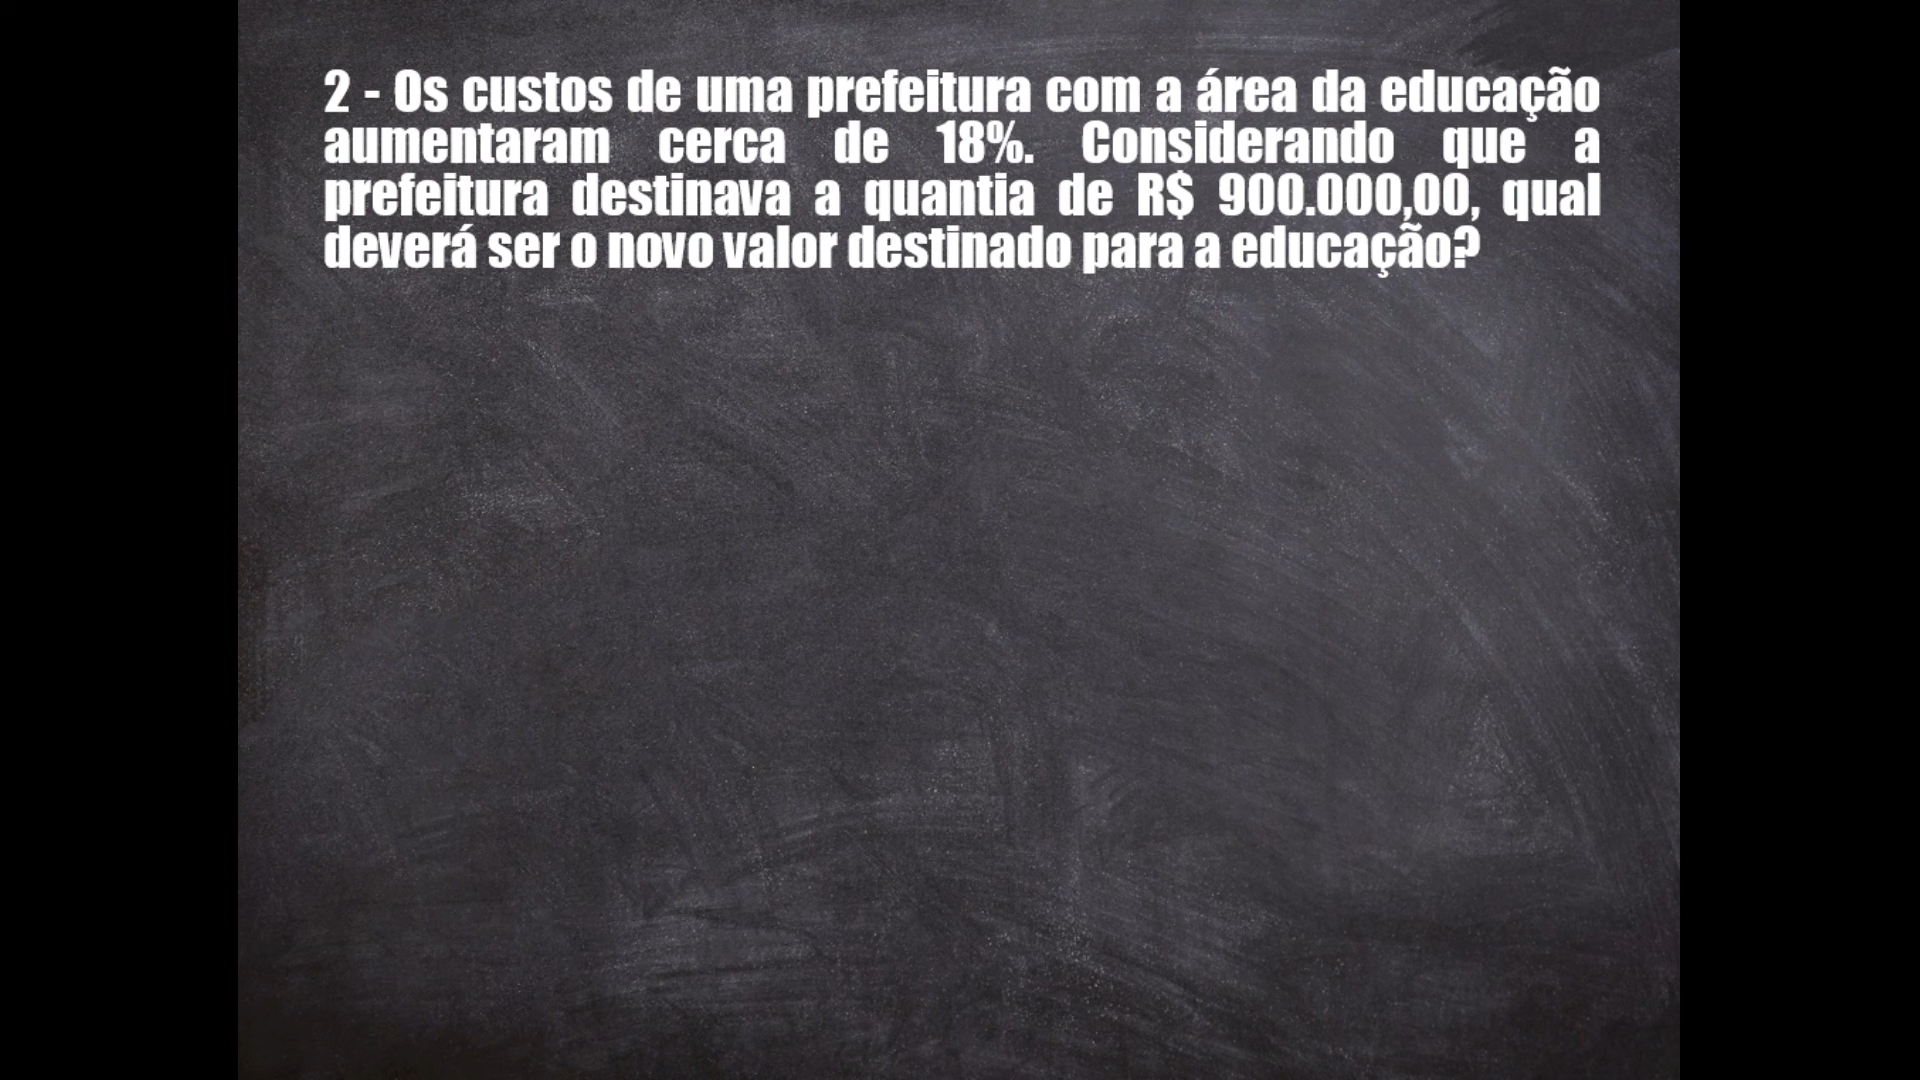 2 - Os custos de uma prefeitura com a área da educação
aumentaram cerca de 18%. Considerando que a
prefeitura destinava a quantia de R$ 900.000,00, qual
deverá ser o novo valor destinado para a educação?